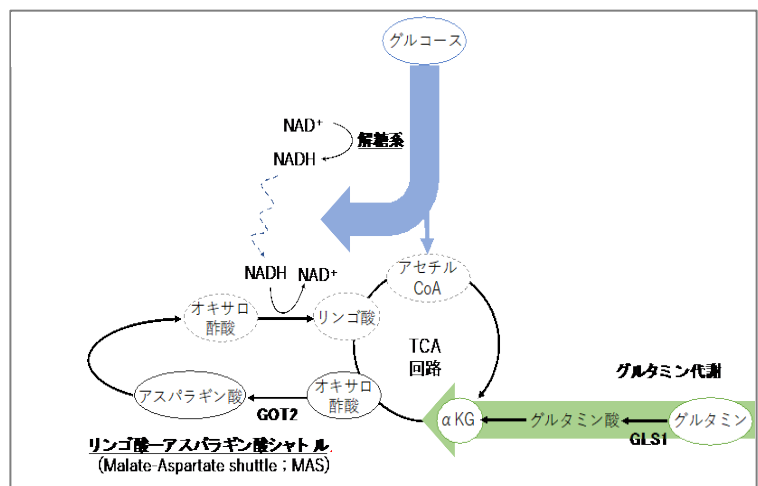 グルコース
NAD⁺
解糖系
NADH
NADH
NAD⁺
アセチル
CoA
オキサロ
酢酸
リンゴ酸
TCA
回路
グルタミン代謝
アスパラギン酸
GOT2
オキサロ
酢酸
αKG
グルタミン酸
グルタミン
GLS1
リンゴ酸ーアスパラギン酸シャトル
(Malate-Aspartate shuttle；MAS)